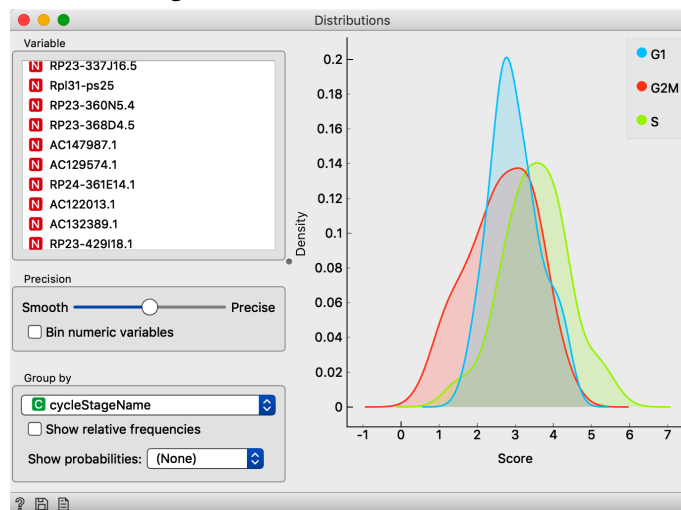 Distributions
Variable
N RP23-337J16.5
N Rpl31-ps25
N RP23-360N5.4
N RP23-368D4.5
N AC147987.1
N AC129574.1
N RP24-361E14.1
N AC122013.1
N AC132389.1
N RP23-429I18.1
Precision
Smooth Precise
Bin numeric variables
Group by
C cycleStageName
Show relative frequencies
Show probabilities: (None)
G1
G2M
S
Density
0.2
0.18
0.16
0.14
0.12
0.1
0.08
0.06
0.04
0.02
0
-1 0 1 2 3 4 5 6 7
Score
?